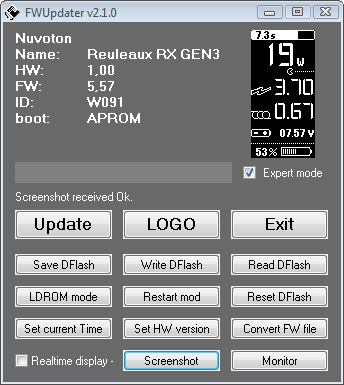 FWUpdater v2.1.0
Nuvoton
Name: Reuleaux RX GEN3
HW: 1,00
FW: 5,57
ID: W091
boot: APROM
7.3s
19W
3.70
0.67
07.57 V
53%
Expert mode
Screenshot received Ok.
Update LOGO Exit
Save DFlash Write DFlash Read DFlash
LDROM mode Restart mod Reset DFlash
Set current Time Set HW version Convert FW file
Realtime display - Screenshot Monitor